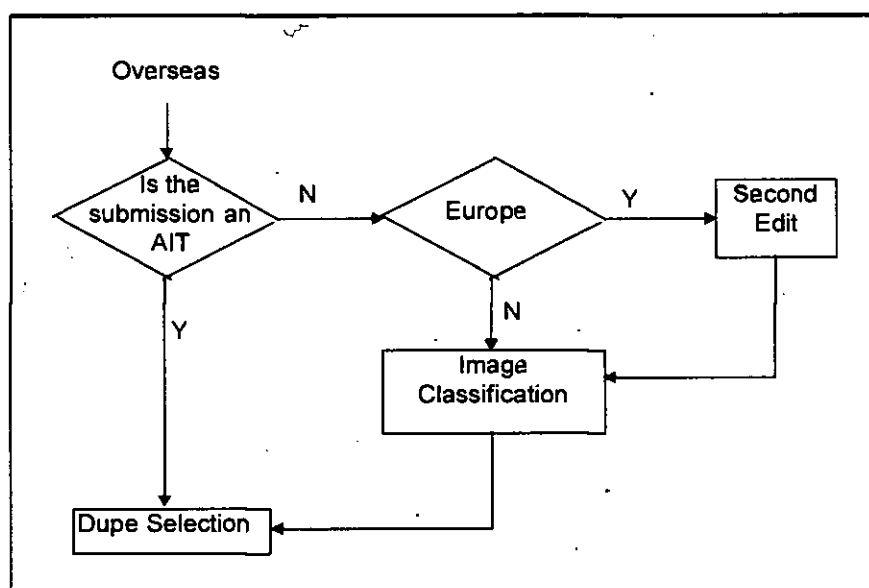 Overseas
Is the
submission an
AIT
N
Europe
Y
Second
Edit
Y
N
Image
Classification
Dupe Selection